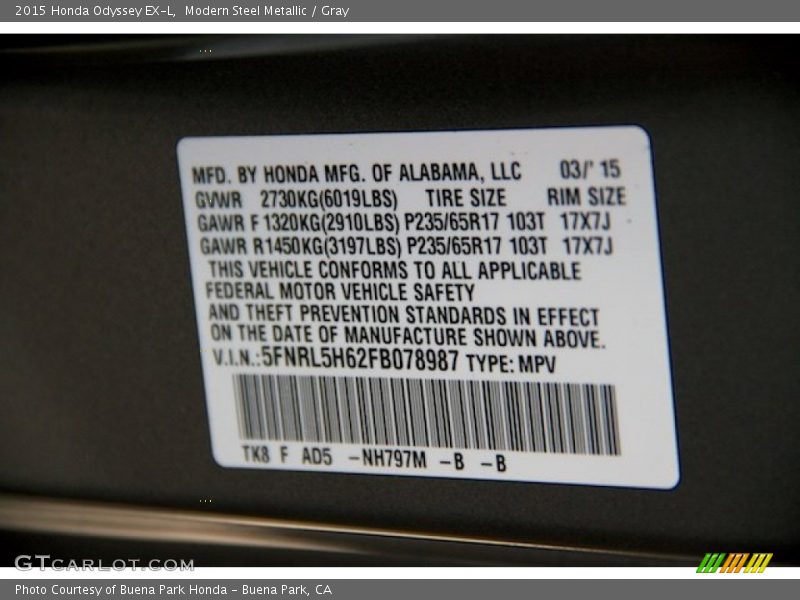 2015 Honda Odyssey EX-L, Modern Steel Metallic / Gray
MFD. BY HONDA MFG. OF ALABAMA, LLC 03/' 15
GVWR 2730KG(6019LBS) TIRE SIZE RIM SIZE
GAWR F 1320KG(2910LBS) P235/65R17 103T 17X7J
GAWR R1450KG(3197LBS) P235/65R17 103T 17X7J
THIS VEHICLE CONFORMS TO ALL APPLICABLE
FEDERAL MOTOR VEHICLE SAFETY
AND THEFT PREVENTION STANDARDS IN EFFECT
ON THE DATE OF MANUFACTURE SHOWN ABOVE.
V.I.N.:5FNRL5H62FB078987 TYPE: MPV
TK8 F AD5 -NH797M -B -B
GTCARLOT.COM
Photo Courtesy of Buena Park Honda - Buena Park, CA